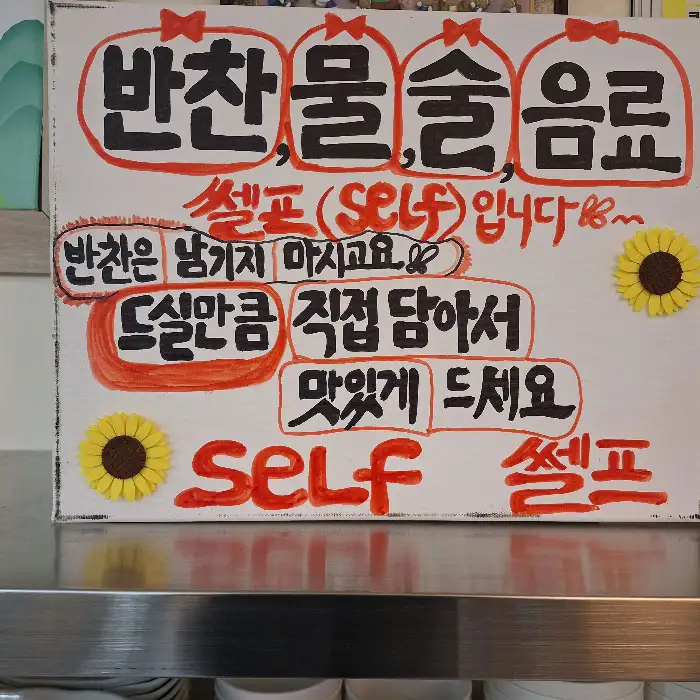 반찬, 물, 술, 음료
쎌프(SELF)입니다
반찬은 남기지 마시고요
드실만큼 직접 담아서
맛있게 드세요
SELF 쎌프